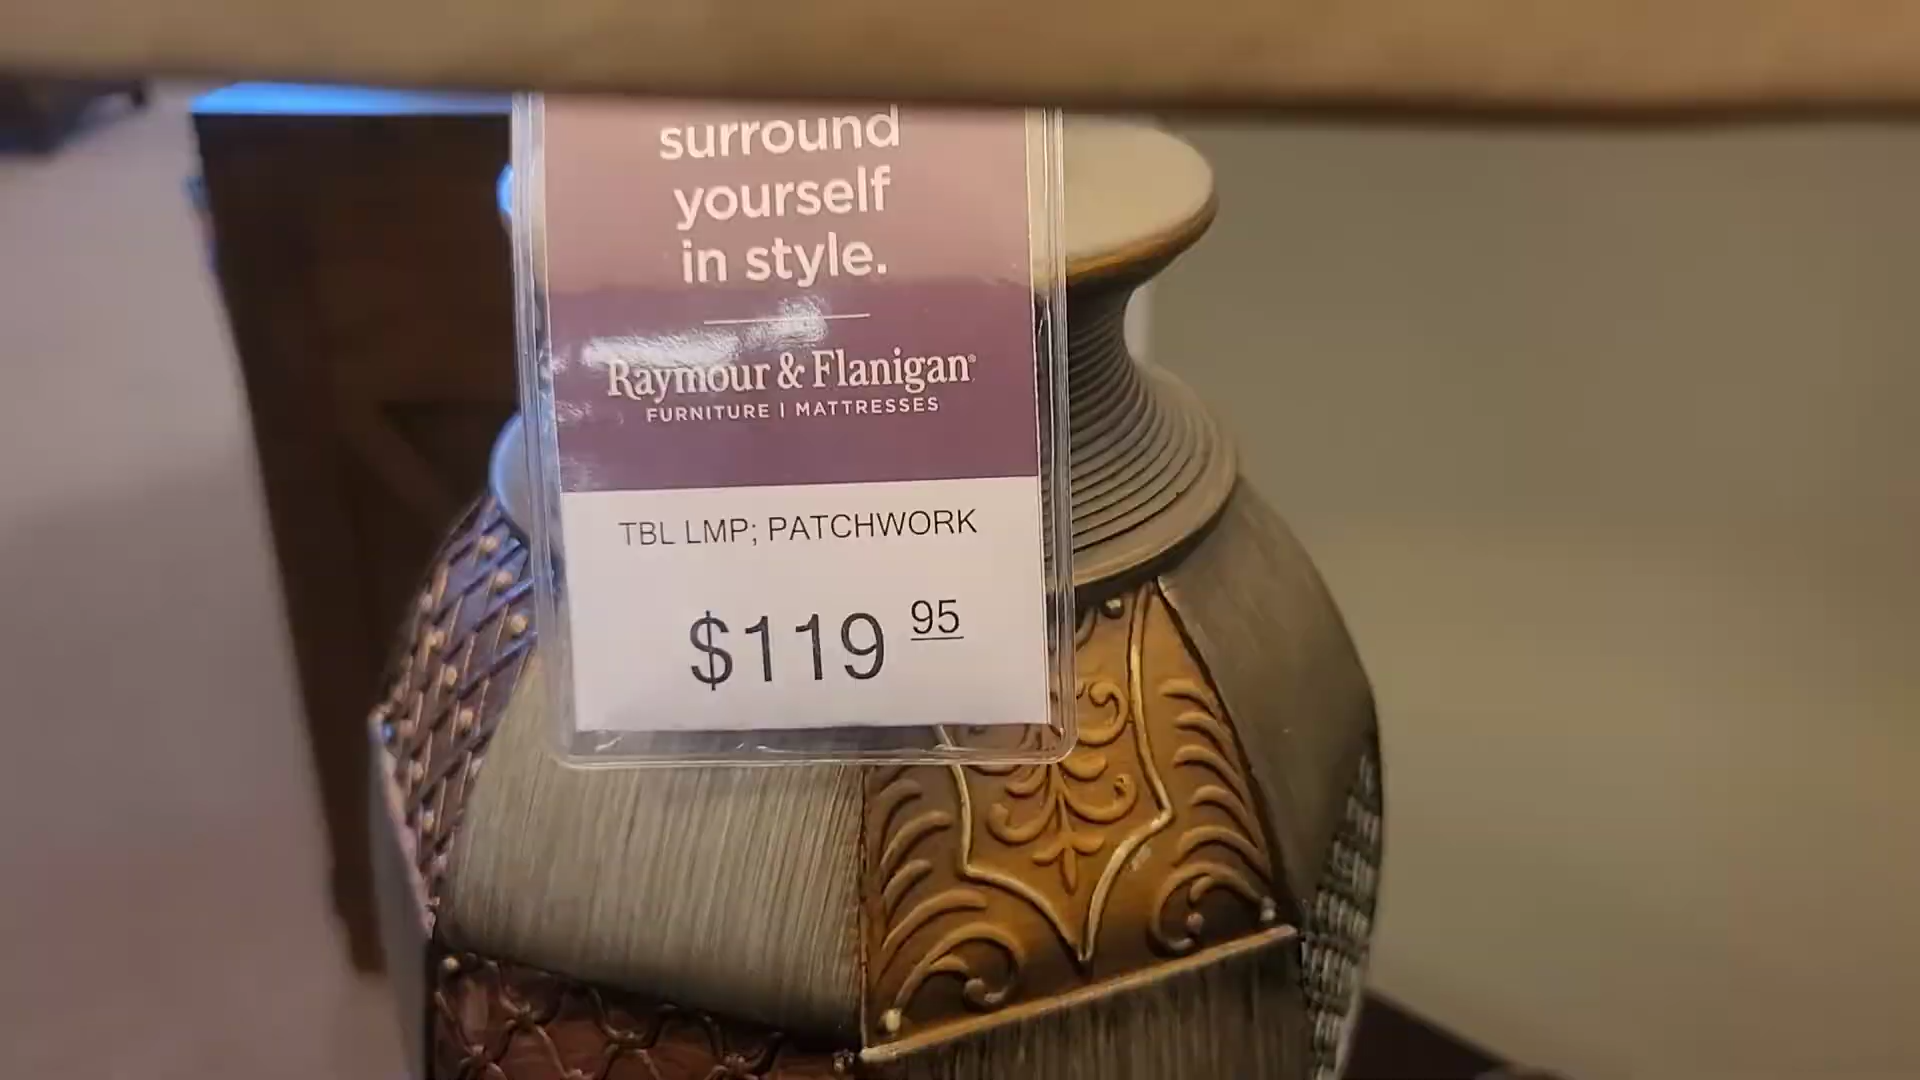 surround
yourself
in style.
Raymour & Flanigan®
FURNITURE | MATTRESSES
TBL LMP; PATCHWORK
$119 95